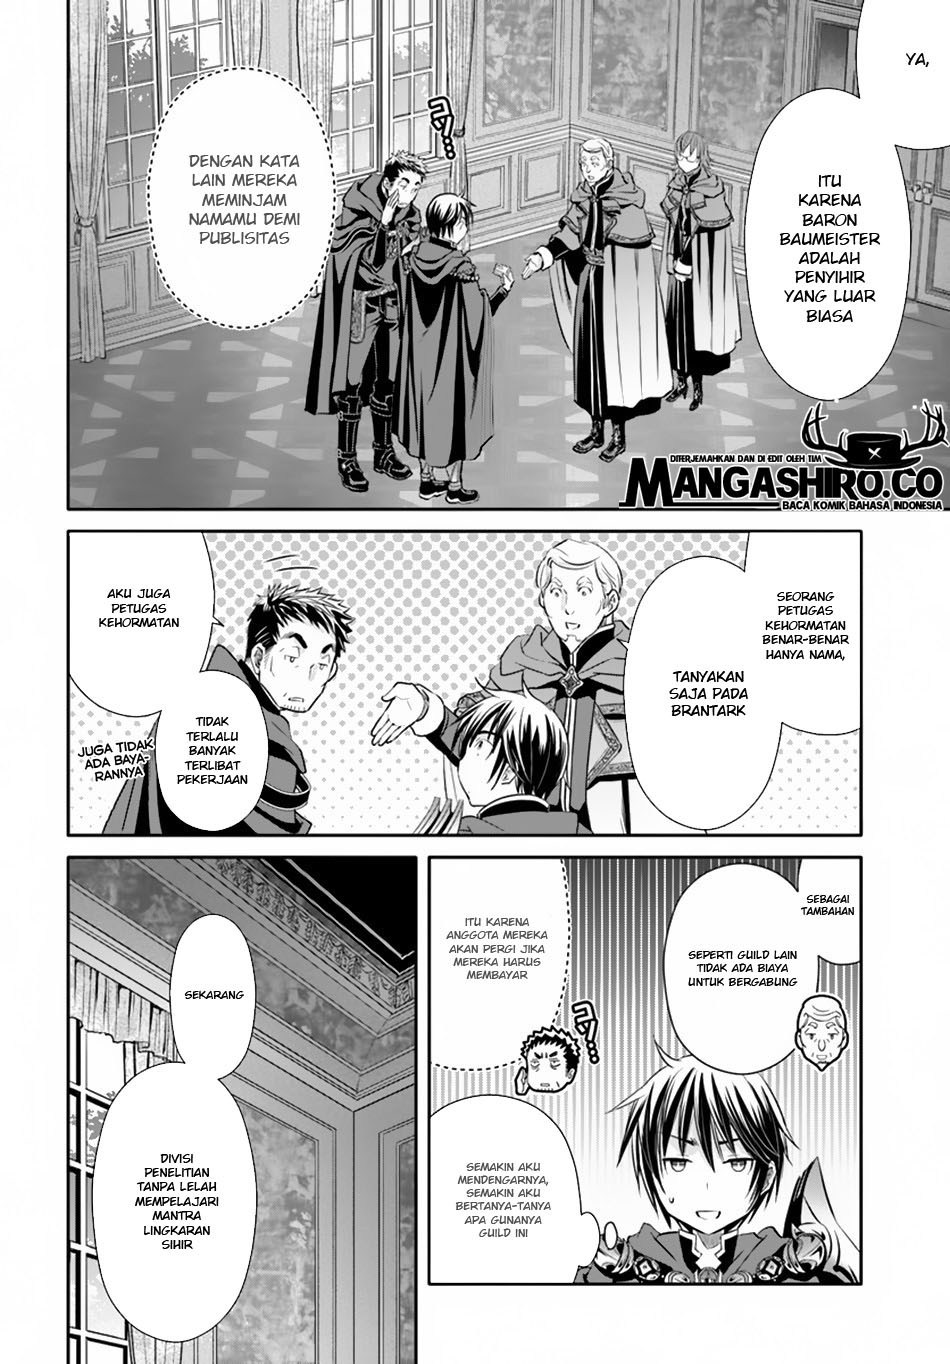 YA,
ITU
KARENA
BARON
BAUMEISTER
ADALAH
PENYIHIR
YANG LUAR
BIASA
コソ…
DENGAN KATA
LAIN MEREKA
MEMINJAM
NAMAMU DEMI
PUBLISITAS
DITERJEMAHKAN DAN DI EDIT OLEH TIM
MANGASHIRO.CO
BACA KOMIK BAHASA INDONESIA
SEORANG
PETUGAS
KEHORMATAN
BENAR-BENAR
HANYA NAMA,
TANYAKAN
SAJA PADA
BRANTARK
AKU JUGA
PETUGAS
KEHORMATAN
TIDAK
TERLALU
BANYAK
TERLIBAT
PEKERJAAN
JUGA TIDAK
ADA BAYA-
RANNYA
SEBAGAI
TAMBAHAN
SEPERTI GUILD LAIN
TIDAK ADA BIAYA
UNTUK BERGABUNG
ITU KARENA
ANGGOTA MEREKA
AKAN PERGI JIKA
MEREKA HARUS
MEMBAYAR
コソ…
SEMAKIN AKU
MENDENGARNYA,
SEMAKIN AKU
BERTANYA-TANYA
APA GUNANYA
GUILD INI
SEKARANG
DIVISI
PENELITIAN
TANPA LELAH
MEMPELAJARI
MANTRA
LINGKARAN
SIHIR